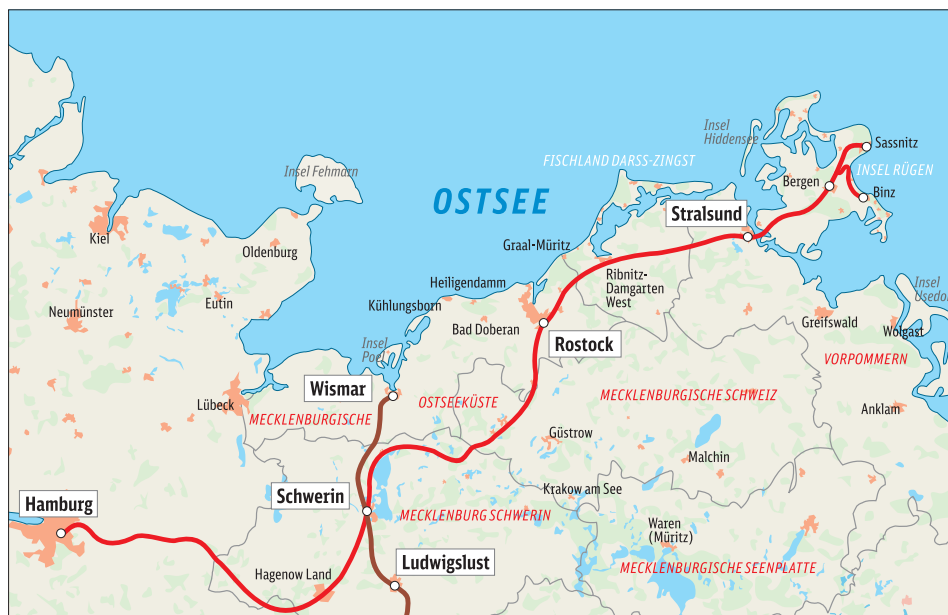 Insel
Hiddensee
Sassnitz
FISCHLAND DARSS-ZINGST
INSEL RÜGEN
Insel Fehmarn
Bergen
Binz
OSTSEE
Stralsund
Kiel
Oldenburg
Graal-Müritz
Ribnitz-
Damgarten
West
Heiligendamm
Insel
Usedom
Eutin
Kühlungsborn
Neumünster
Bad Doberan
Greifswald
Wolgast
Insel
Poel
Rostock
VORPOMMERN
Wismar
Lübeck
MECKLENBURGISCHE
OSTSEEKÜSTE
MECKLENBURGISCHE SCHWEIZ
Anklam
Güstrow
Malchin
Hamburg
Schwerin
Krakow am See
MECKLENBURG SCHWERIN
Waren
(Müritz)
Ludwigslust
Hagenow Land
MECKLENBURGISCHE SEENPLATTE